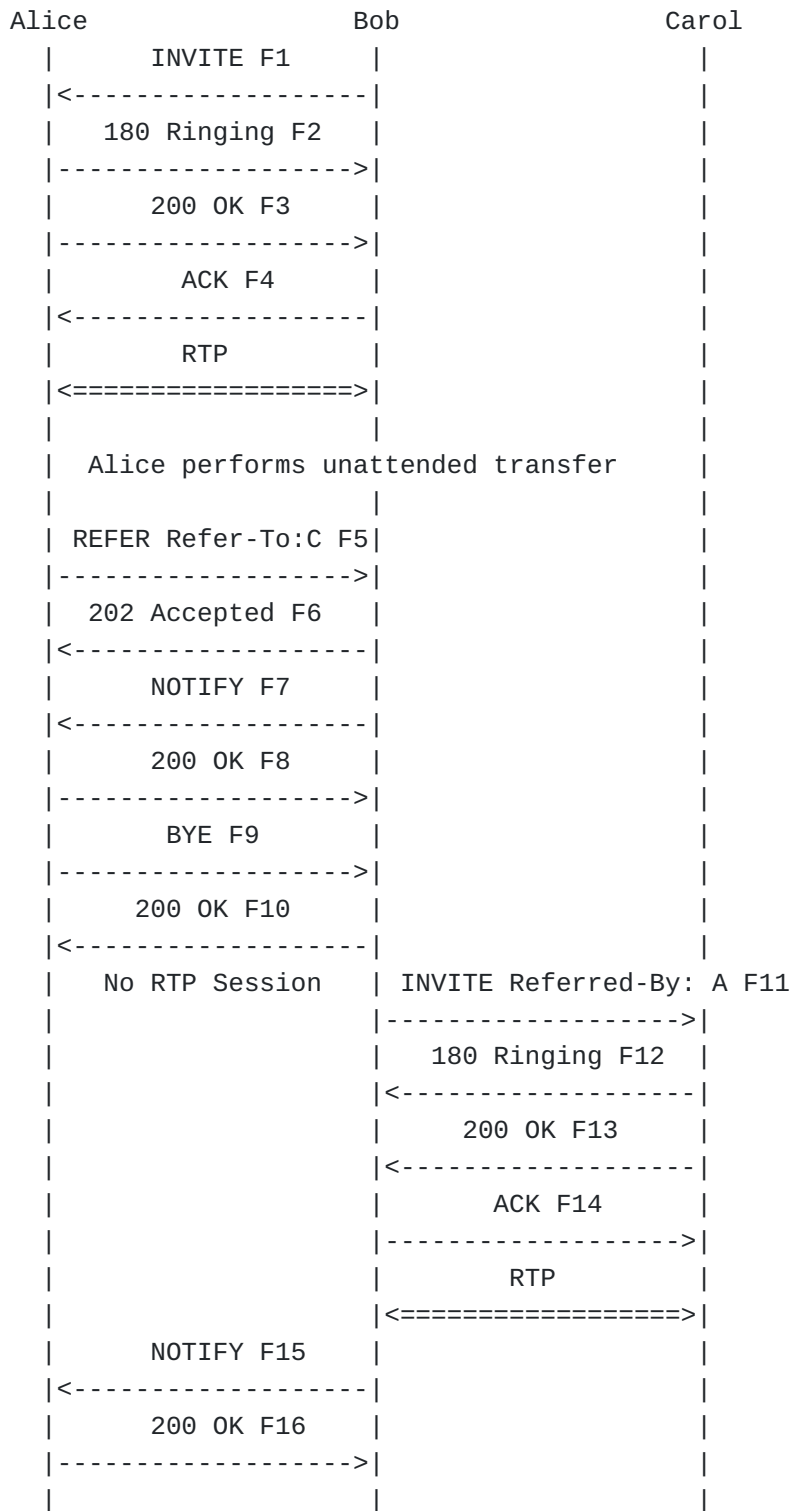 Alice                 Bob                 Carol
  |      INVITE F1      |                    |
  |<--------------------|                    |
  |   180 Ringing F2    |                    |
  |-------------------->|                    |
  |      200 OK F3      |                    |
  |-------------------->|                    |
  |        ACK F4       |                    |
  |<--------------------|                    |
  |        RTP          |                    |
  |<===================>|                    |
  |                     |                    |
  |  Alice performs unattended transfer      |
  |                     |                    |
  | REFER Refer-To:C F5|                    |
  |-------------------->|                    |
  |  202 Accepted F6    |                    |
  |<--------------------|                    |
  |      NOTIFY F7      |                    |
  |<--------------------|                    |
  |      200 OK F8      |                    |
  |-------------------->|                    |
  |       BYE F9        |                    |
  |-------------------->|                    |
  |     200 OK F10      |                    |
  |<--------------------|                    |
  |   No RTP Session    | INVITE Referred-By: A F11
  |                     |------------------->|
  |                     |   180 Ringing F12  |
  |                     |<-------------------|
  |                     |     200 OK F13     |
  |                     |<-------------------|
  |                     |       ACK F14      |
  |                     |------------------->|
  |                     |        RTP         |
  |                     |<==================>|
  |      NOTIFY F15     |                    |
  |<--------------------|                    |
  |      200 OK F16     |                    |
  |-------------------->|                    |
  |                     |                    |